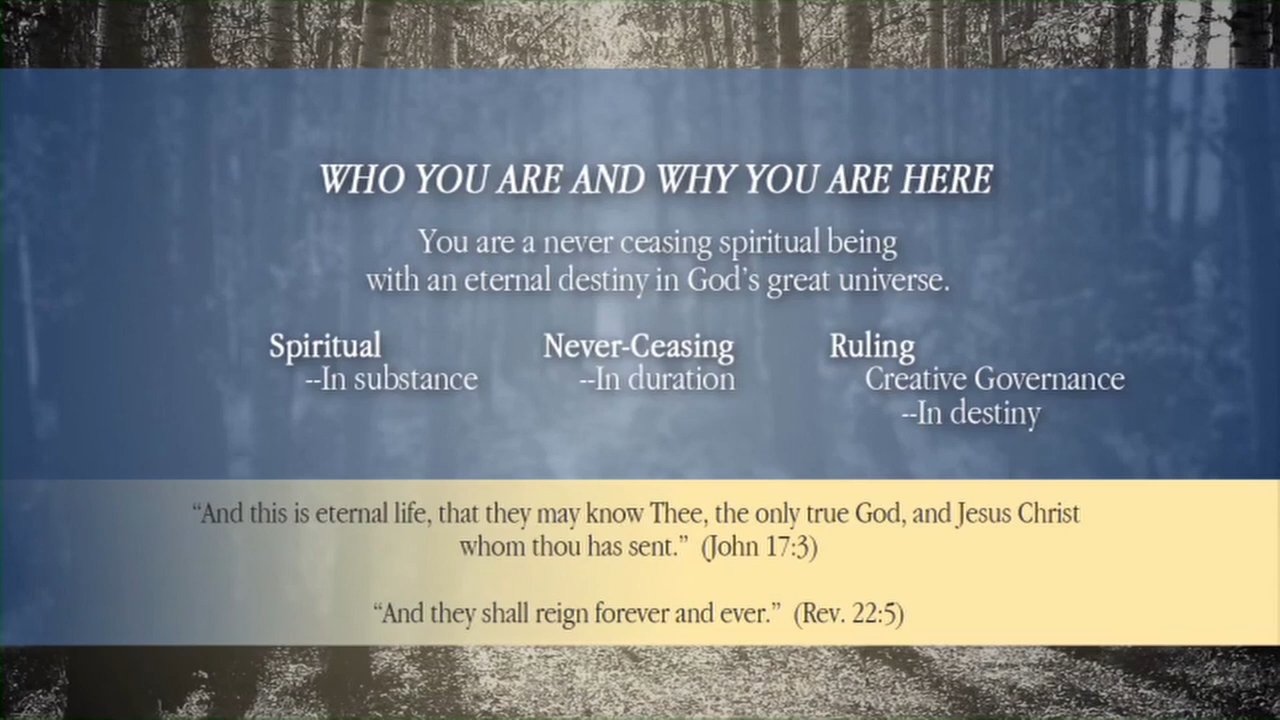 WHO YOU ARE AND WHY YOU ARE HERE
You are a never ceasing spiritual being
with an eternal destiny in God's great universe.
Spiritual
--In substance
Never-Ceasing
--In duration
Ruling
Creative Governance
--In destiny
“And this is eternal life, that they may know Thee, the only true God, and Jesus Christ
whom thou has sent.” (John 17:3)
“And they shall reign forever and ever.” (Rev. 22:5)